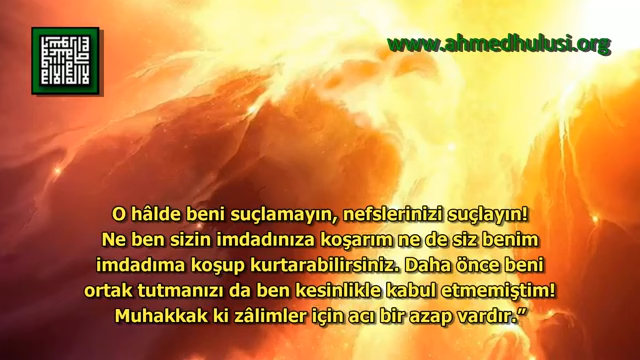 www.ahmedhulusi.org
O hâlde beni suçlamayın, nefslerinizi suçlayın!
Ne ben sizin imdadınıza koşarım ne de siz benim
imdadıma koşup kurtarabilirsiniz. Daha önce beni
ortak tutmanızı da ben kesinlikle kabul etmemiştim!
Muhakkak ki zâlimler için acı bir azap vardır.”